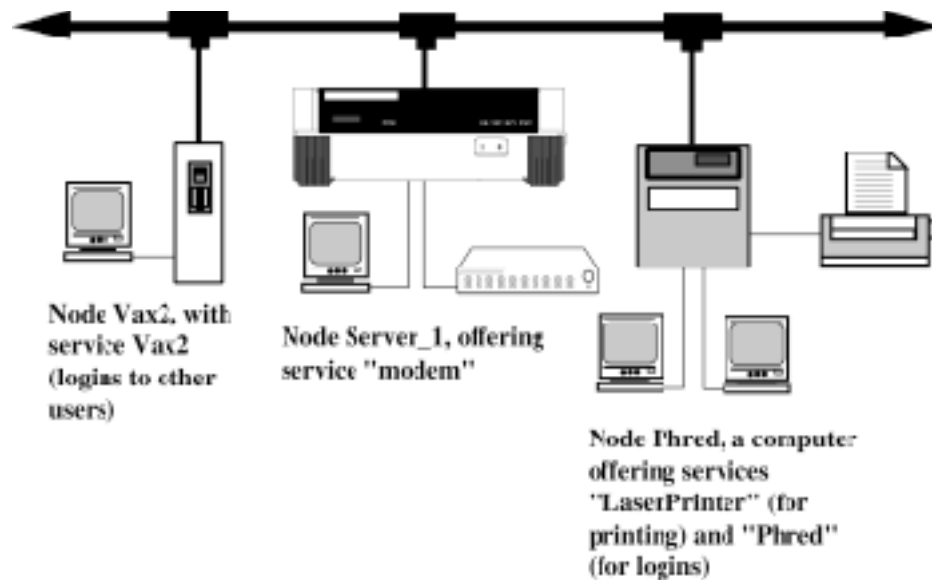 Node Vax2, with
service Vax2
(logins to other
users)
Node Server_1, offering
service "modem"
Node Phred, a computer
offering services
"LaserPrinter" (for
printing) and "Phred"
(for logins)